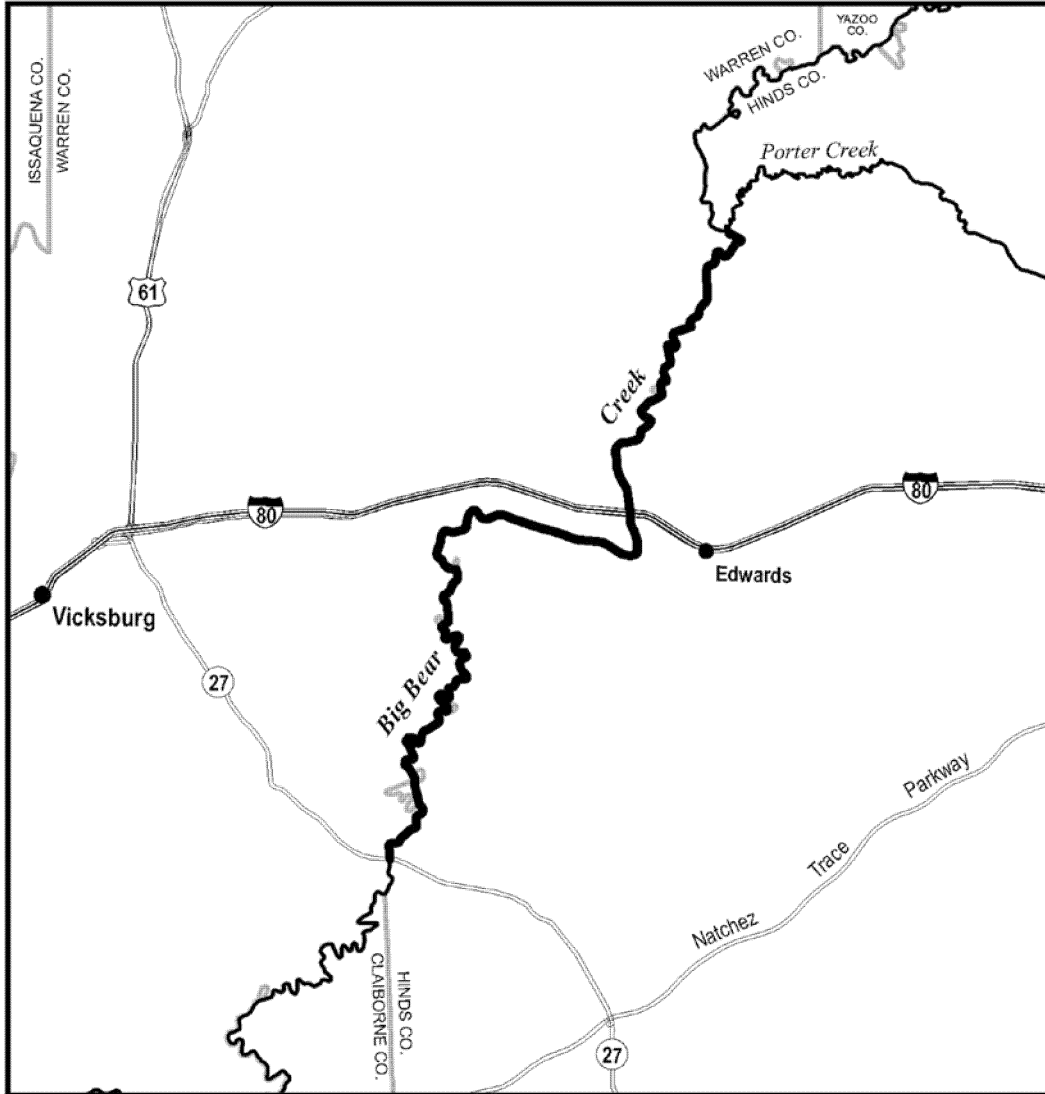 ISSAQUENA CO.
WARREN CO.
YAZOO
CO.
WARREN CO.
HINDS CO.
Porter Creek
61
Creek
80
80
Edwards
Vicksburg
27
Big Bear
Parkway
Trace
Natchez
HINDS CO.
CLAIBORNE CO.
27